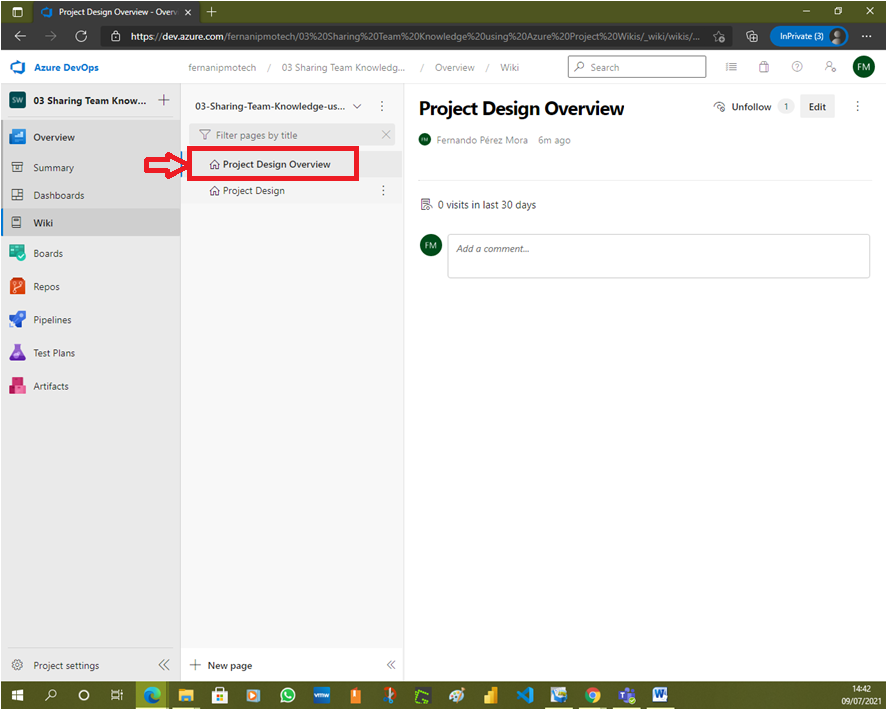 Project Design Overview - Overv
https://dev.azure.com/fernanipmotech/03%20Sharing%20Team%20Knowledge%20using%20Azure%20Project%20Wikis/_wiki/wikis/...
InPrivate (3)
Azure DevOps
fernanipmotech / 03 Sharing Team Knowledg... / Overview / Wiki
Search
FM
SW
03 Sharing Team Know...
Overview
Summary
Dashboards
Wiki
Boards
Repos
Pipelines
Test Plans
Artifacts
Project settings
03-Sharing-Team-Knowledge-us...
Filter pages by title
Project Design Overview
Project Design
New page
Project Design Overview
Unfollow 1 Edit
FM Fernando Pérez Mora 6m ago
0 visits in last 30 days
FM
Add a comment...
vmw
14:42
09/07/2021